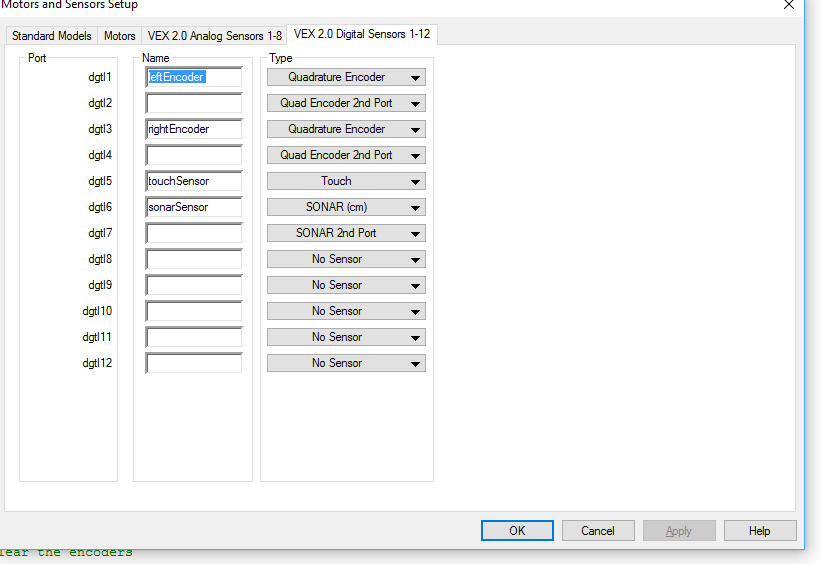 Motors and Sensors Setup
Standard Models Motors VEX 2.0 Analog Sensors 1-8 VEX 2.0 Digital Sensors 1-12
Port Name Type
dgtl1 leftEncoder Quadrature Encoder
dgtl2 Quad Encoder 2nd Port
dgtl3 rightEncoder Quadrature Encoder
dgtl4 Quad Encoder 2nd Port
dgtl5 touchSensor Touch
dgtl6 sonarSensor SONAR (cm)
dgtl7 SONAR 2nd Port
dgtl8 No Sensor
dgtl9 No Sensor
dgtl10 No Sensor
dgtl11 No Sensor
dgtl12 No Sensor
OK Cancel Apply Help
lear the encoders